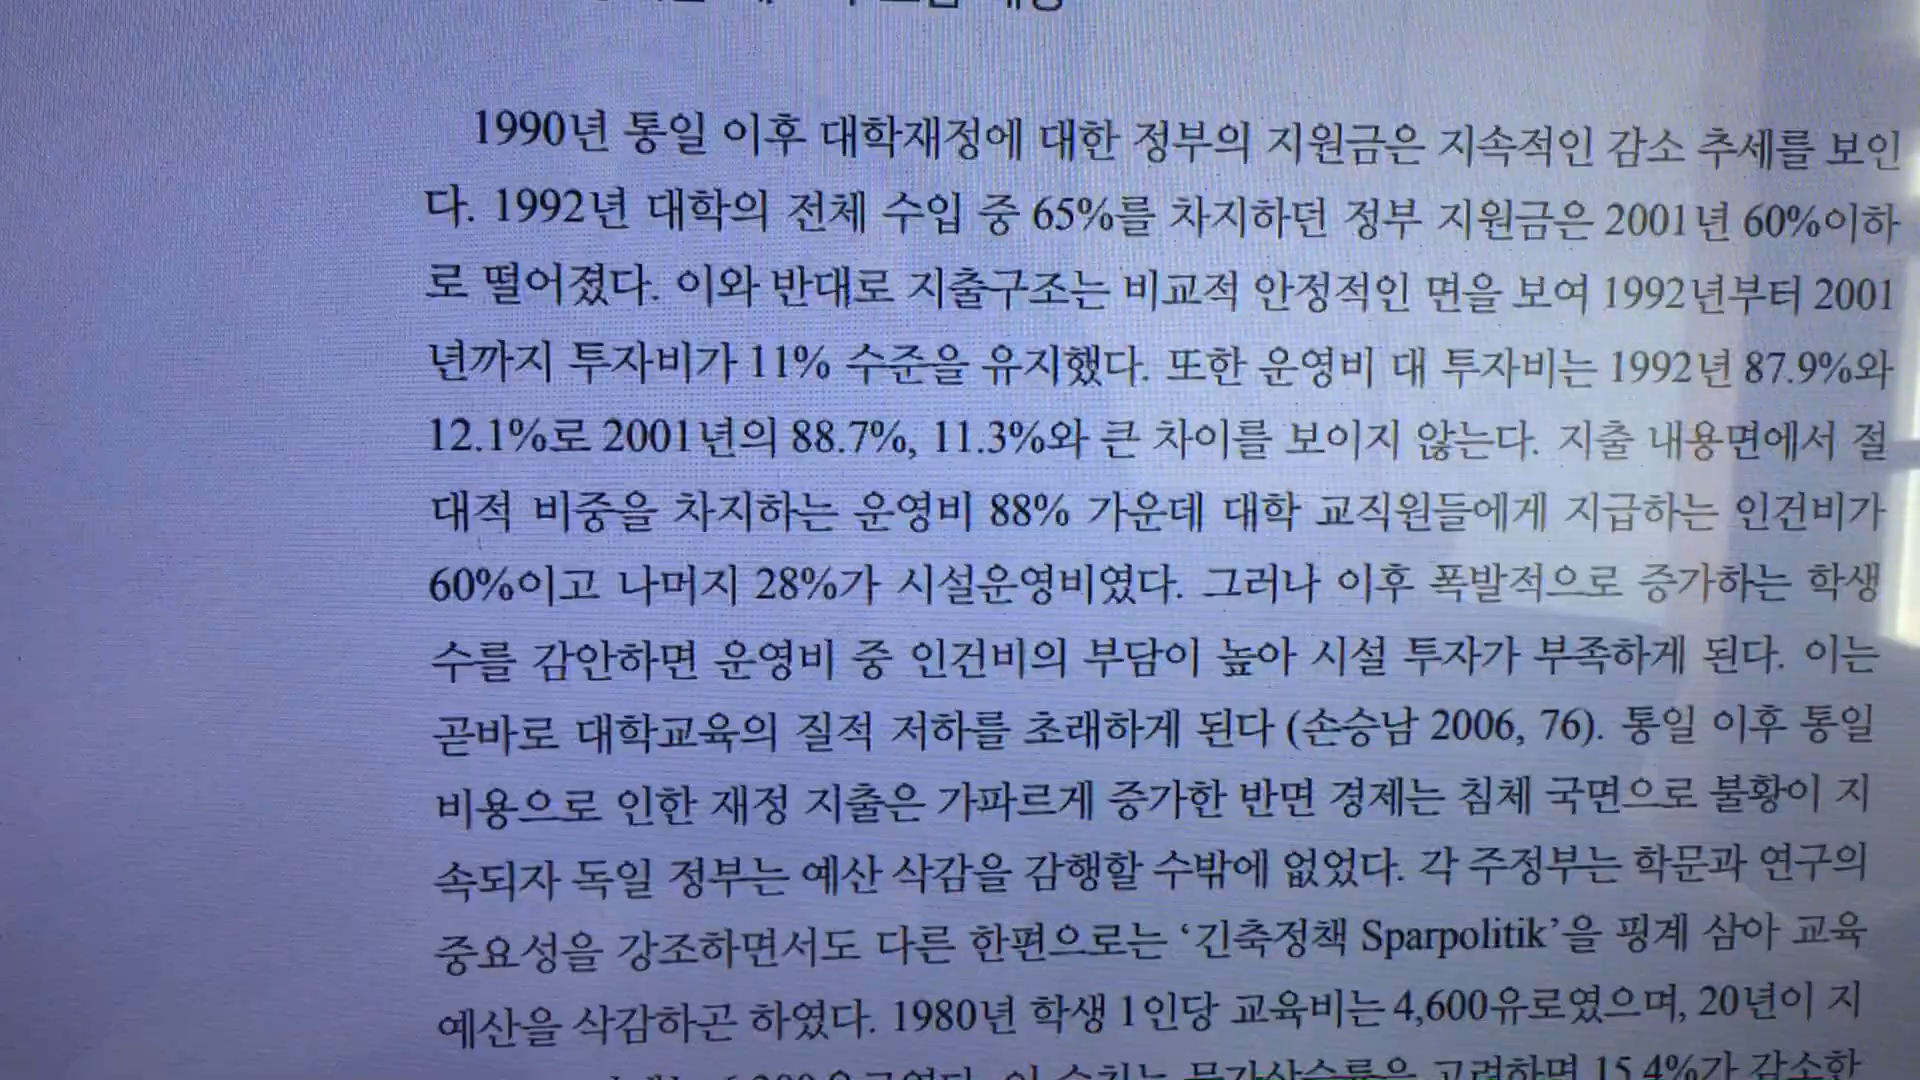 1990년 통일 이후 대학재정에 대한 정부의 지원금은 지속적인 감소 추세를 보인
다. 1992년 대학의 전체 수입 중 65%를 차지하던 정부 지원금은 2001년 60%이하
로 떨어졌다. 이와 반대로 지출구조는 비교적 안정적인 면을 보여 1992년부터 2001
년까지 투자비가 11% 수준을 유지했다. 또한 운영비 대 투자비는 1992년 87.9%와
12.1%로 2001년의 88.7%, 11.3%와 큰 차이를 보이지 않는다. 지출 내용면에서 절
대적 비중을 차지하는 운영비 88% 가운데 대학 교직원들에게 지급하는 인건비가
60%이고 나머지 28%가 시설운영비였다. 그러나 이후 폭발적으로 증가하는 학생
수를 감안하면 운영비 중 인건비의 부담이 높아 시설 투자가 부족하게 된다. 이는
곧바로 대학교육의 질적 저하를 초래하게 된다 (손승남 2006, 76). 통일 이후 통일
비용으로 인한 재정 지출은 가파르게 증가한 반면 경제는 침체 국면으로 불황이 지
속되자 독일 정부는 예산 삭감을 감행할 수밖에 없었다. 각 주정부는 학문과 연구의
중요성을 강조하면서도 다른 한편으로는 ‘긴축정책 Sparpolitik’을 핑계 삼아 교육
예산을 삭감하곤 하였다. 1980년 학생 1인당 교육비는 4,600유로였으며, 20년이 지
이 수치는 물가상승률을 고려하면 15.4%가 감소한